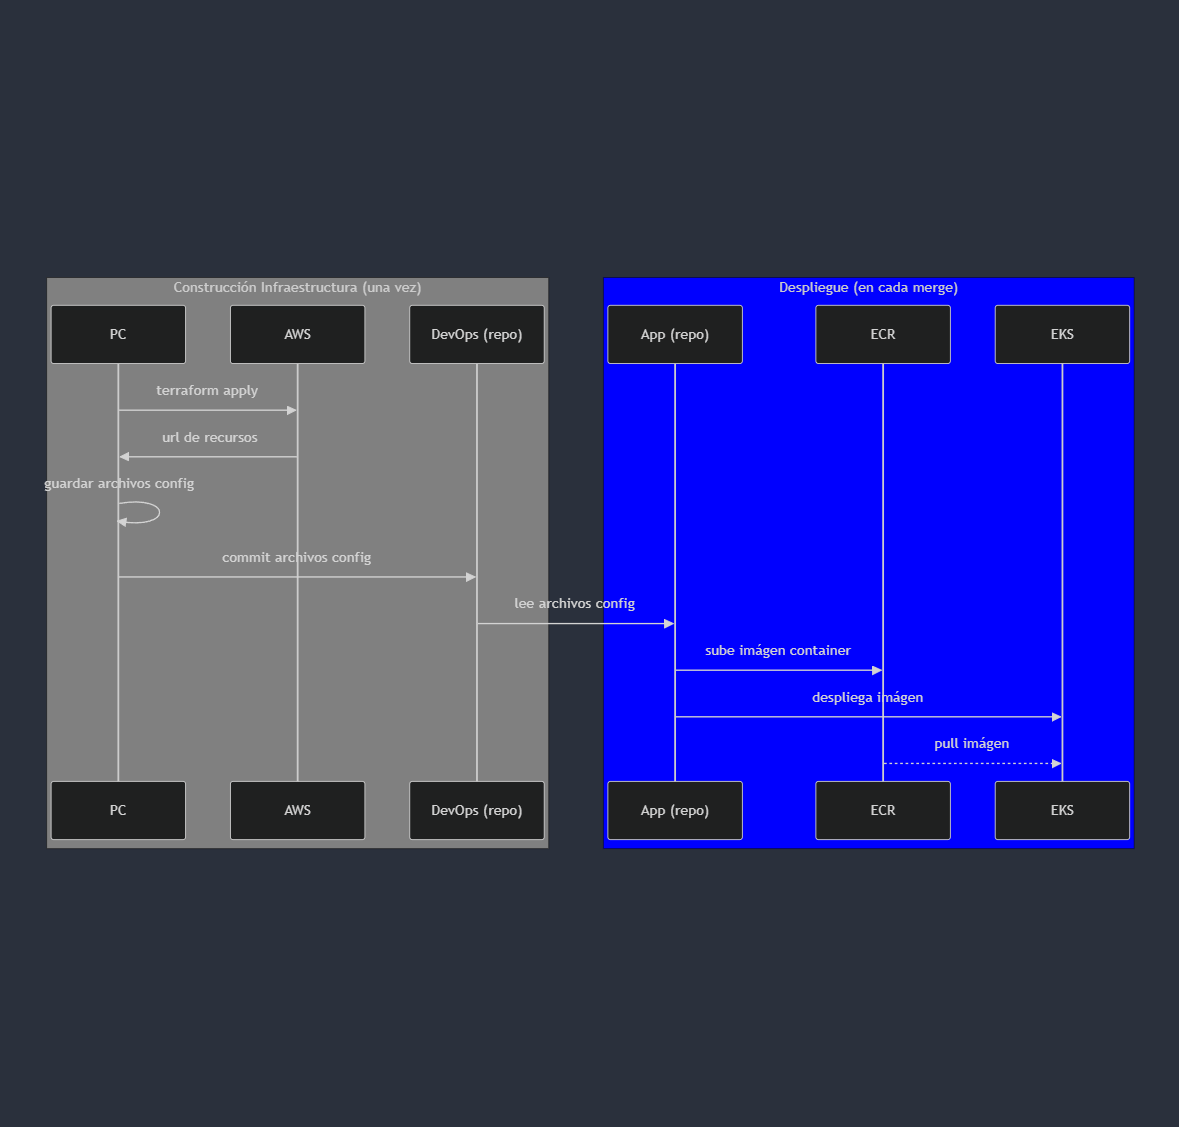 Construcción Infraestructura (una vez)
Despliegue (en cada merge)
PC
AWS
DevOps (repo)
App (repo)
ECR
EKS
terraform apply
url de recursos
guardar archivos config
commit archivos config
lee archivos config
sube imágen container
despliega imágen
pull imágen
PC
AWS
DevOps (repo)
App (repo)
ECR
EKS